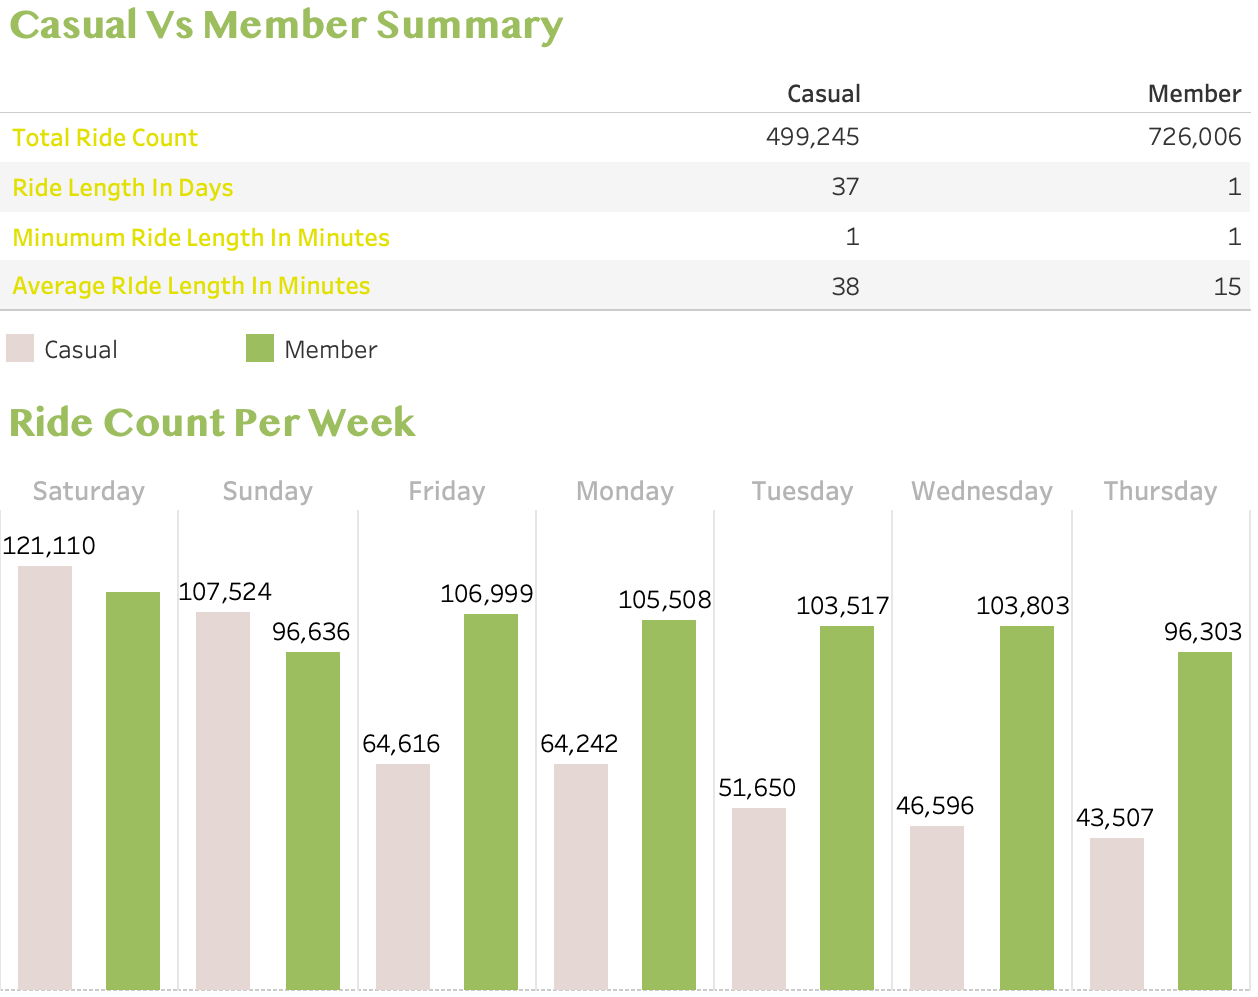 Casual Vs Member Summary
Casual Member
Total Ride Count 499,245 726,006
Ride Length In Days 37 1
Minumum Ride Length In Minutes 1 1
Average RIde Length In Minutes 38 15
Casual Member
Ride Count Per Week
Saturday Sunday Friday Monday Tuesday Wednesday Thursday
121,110
107,524 106,999 105,508 103,517 103,803
96,636 96,303
64,616 64,242
51,650
46,596
43,507